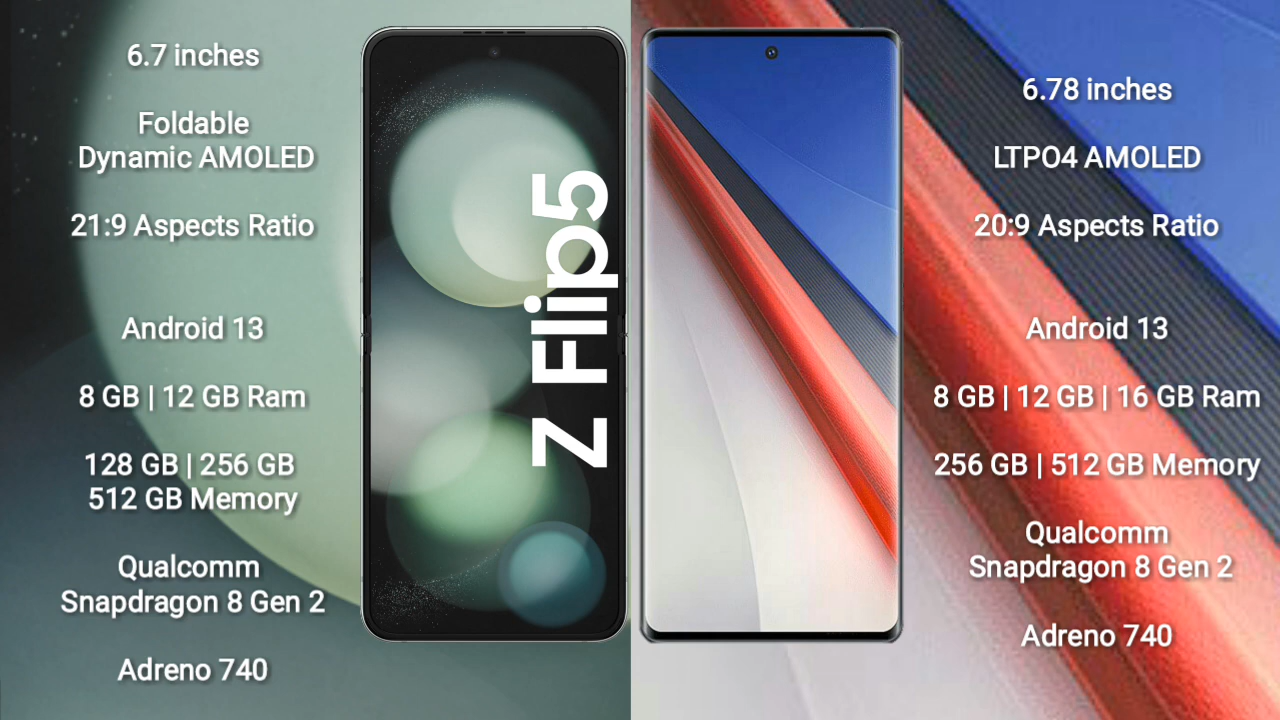 6.7 inches
Foldable
Dynamic AMOLED
21:9 Aspects Ratio
Android 13
8 GB | 12 GB Ram
128 GB | 256 GB
512 GB Memory
Qualcomm
Snapdragon 8 Gen 2
Adreno 740
Z Flip5
6.78 inches
LTPO4 AMOLED
20:9 Aspects Ratio
Android 13
8 GB | 12 GB | 16 GB Ram
256 GB | 512 GB Memory
Qualcomm
Snapdragon 8 Gen 2
Adreno 740